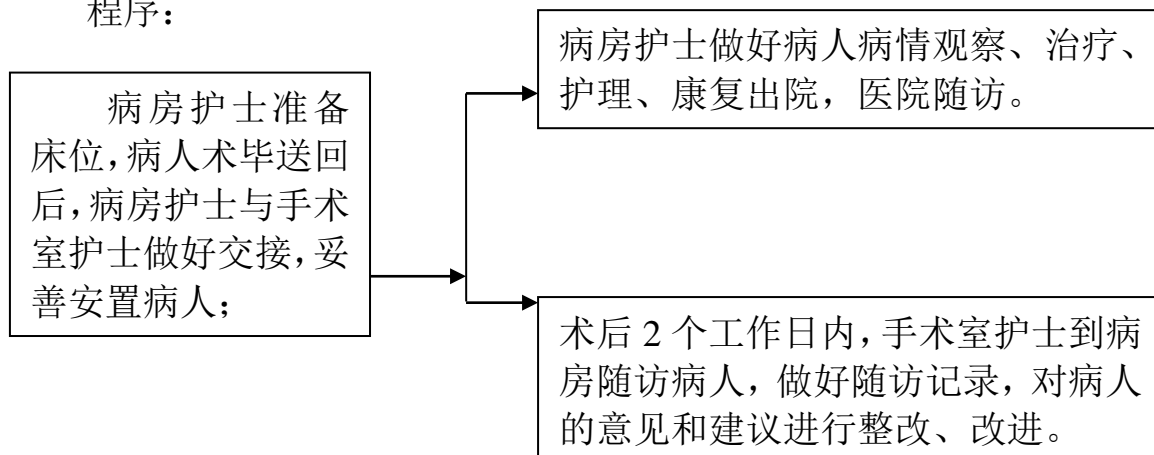 程序：
病房护士准备
床位，病人术毕送回
后，病房护士与手术
室护士做好交接，妥
善安置病人；
病房护士做好病人病情观察、治疗、
护理、康复出院，医院随访。
术后 2 个工作日内，手术室护士到病
房随访病人，做好随访记录，对病人
的意见和建议进行整改、改进。